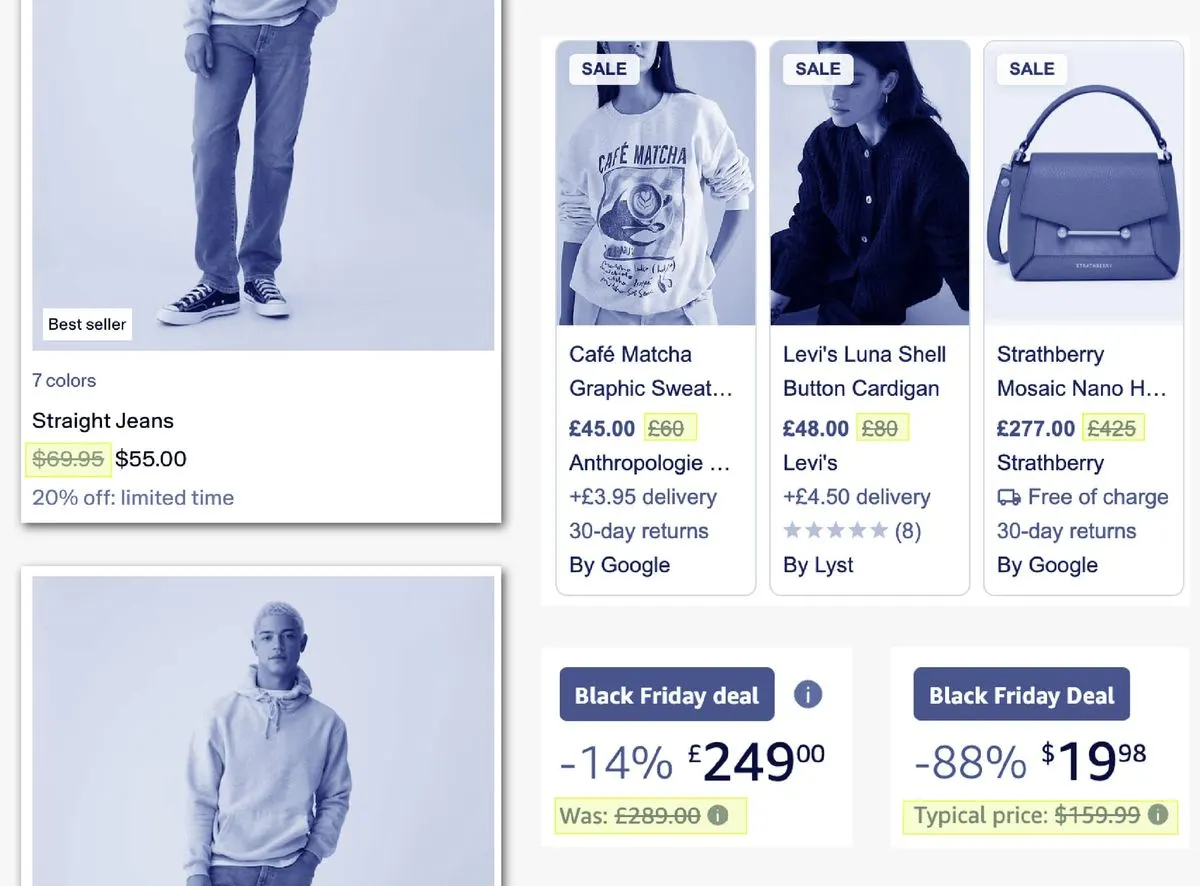 Best seller
7 colors
Straight Jeans
$69.95 $55.00
20% off: limited time
SALE
CAFÉ MATCHA
Café Matcha
Graphic Sweat...
£45.00 £60
Anthropologie ...
+£3.95 delivery
30-day returns
By Google
SALE
Levi's Luna Shell
Button Cardigan
£48.00 £80
Levi's
+£4.50 delivery
(8)
By Lyst
SALE
STRATHBERRY
Strathberry
Mosaic Nano H...
£277.00 £425
Strathberry
Free of charge
30-day returns
By Google
Black Friday deal
-14% £24900
Was: £289.00
Black Friday Deal
-88% $1998
Typical price: $159.99